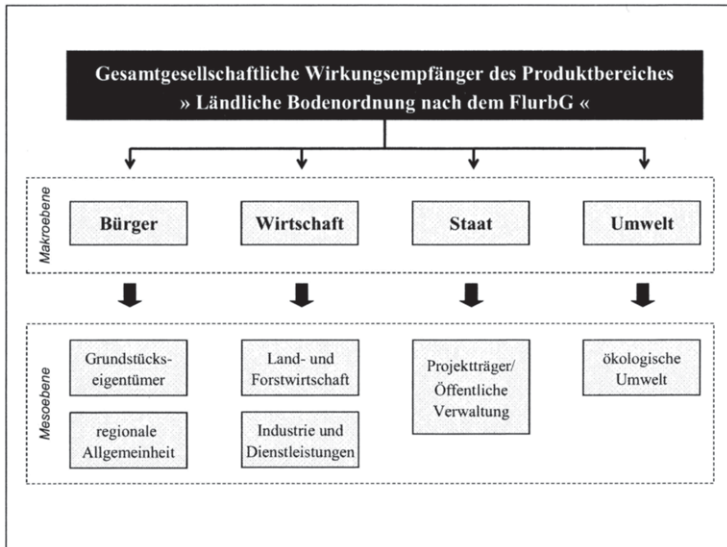 Gesamtgesellschaftliche Wirkungsempfänger des Produktbereiches
» Ländliche Bodenordnung nach dem FlurbG «
Makroebene
Bürger
Wirtschaft
Staat
Umwelt
Mesoebene
Grundstücks-
eigentümer
Land- und
Forstwirtschaft
Projektträger/
Öffentliche
Verwaltung
ökologische
Umwelt
regionale
Allgemeinheit
Industrie und
Dienstleistungen